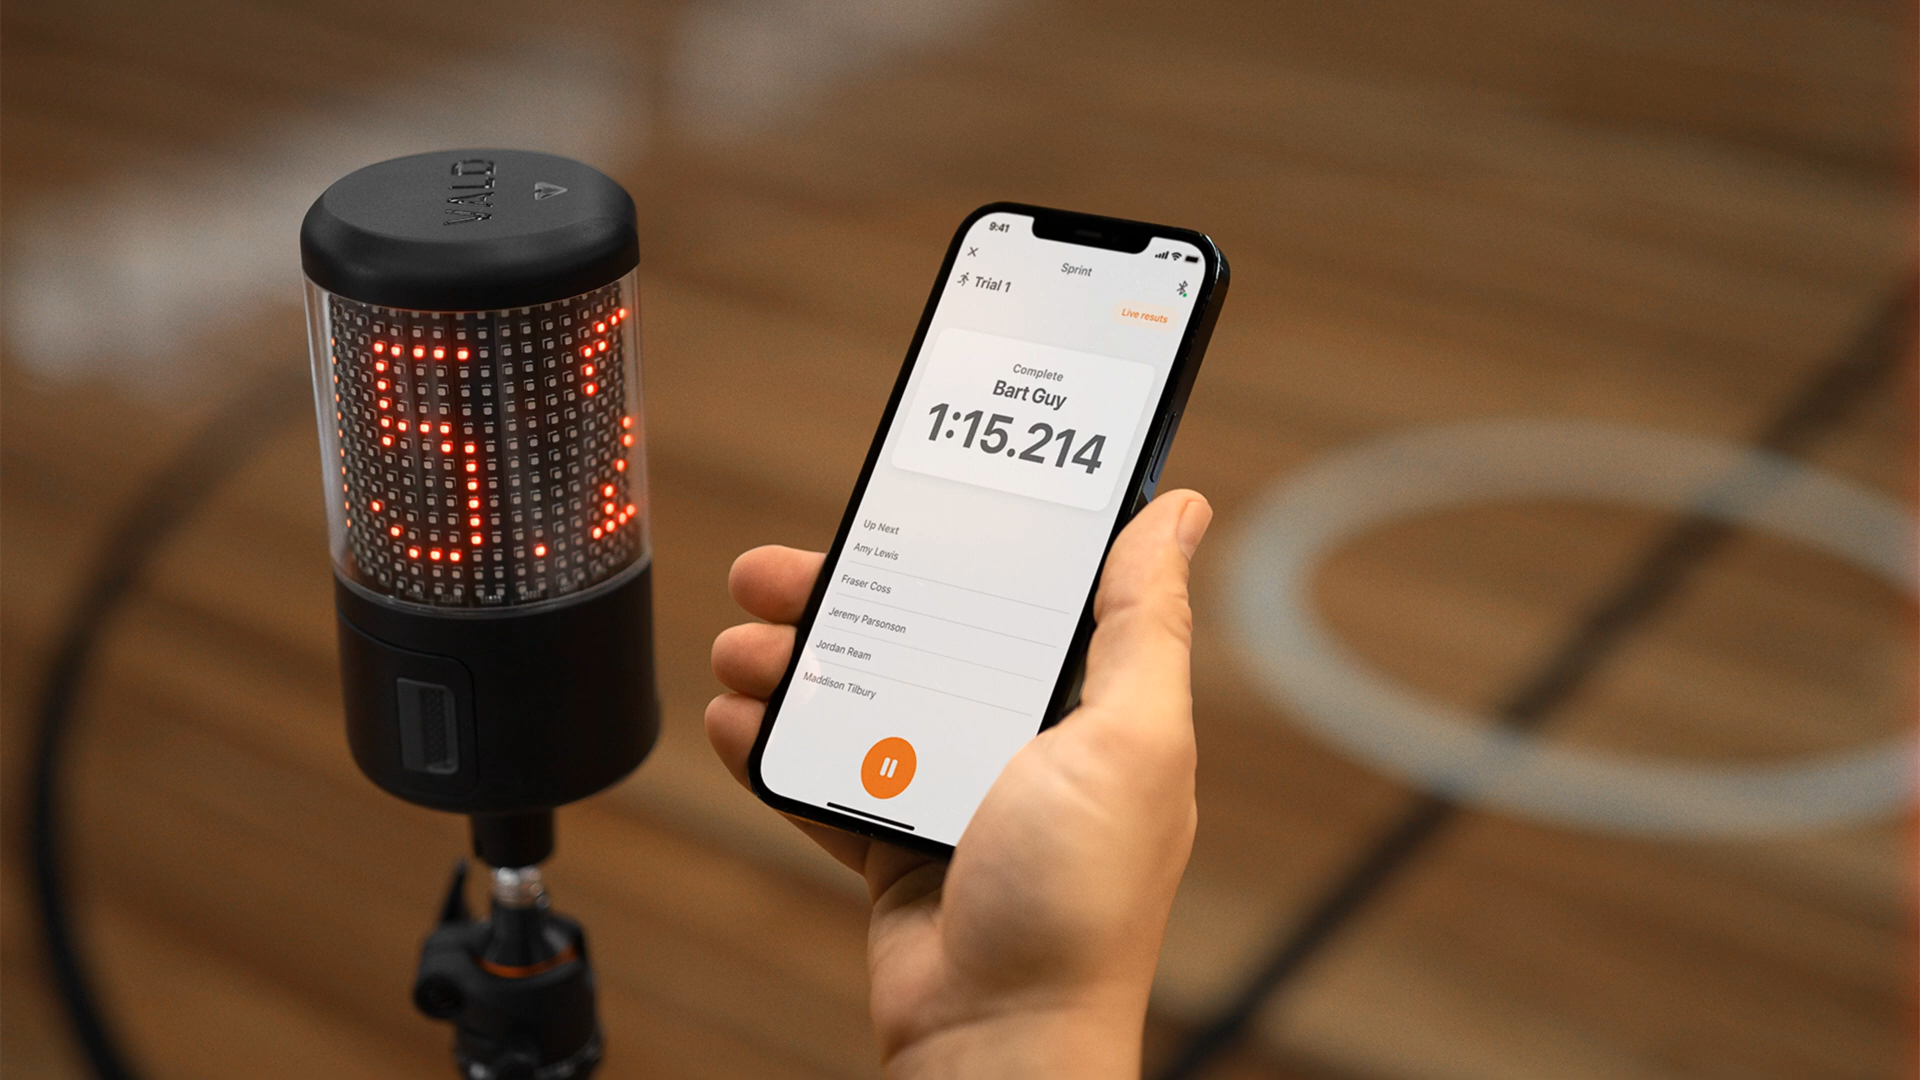 VALD
9:41
Sprint
Trial 1
Live resuts
Complete
Bart Guy
1:15.214
Up Next
Amy Lewis
Fraser Coss
Jeremy Parsonson
Jordan Ream
Maddison Tilbury